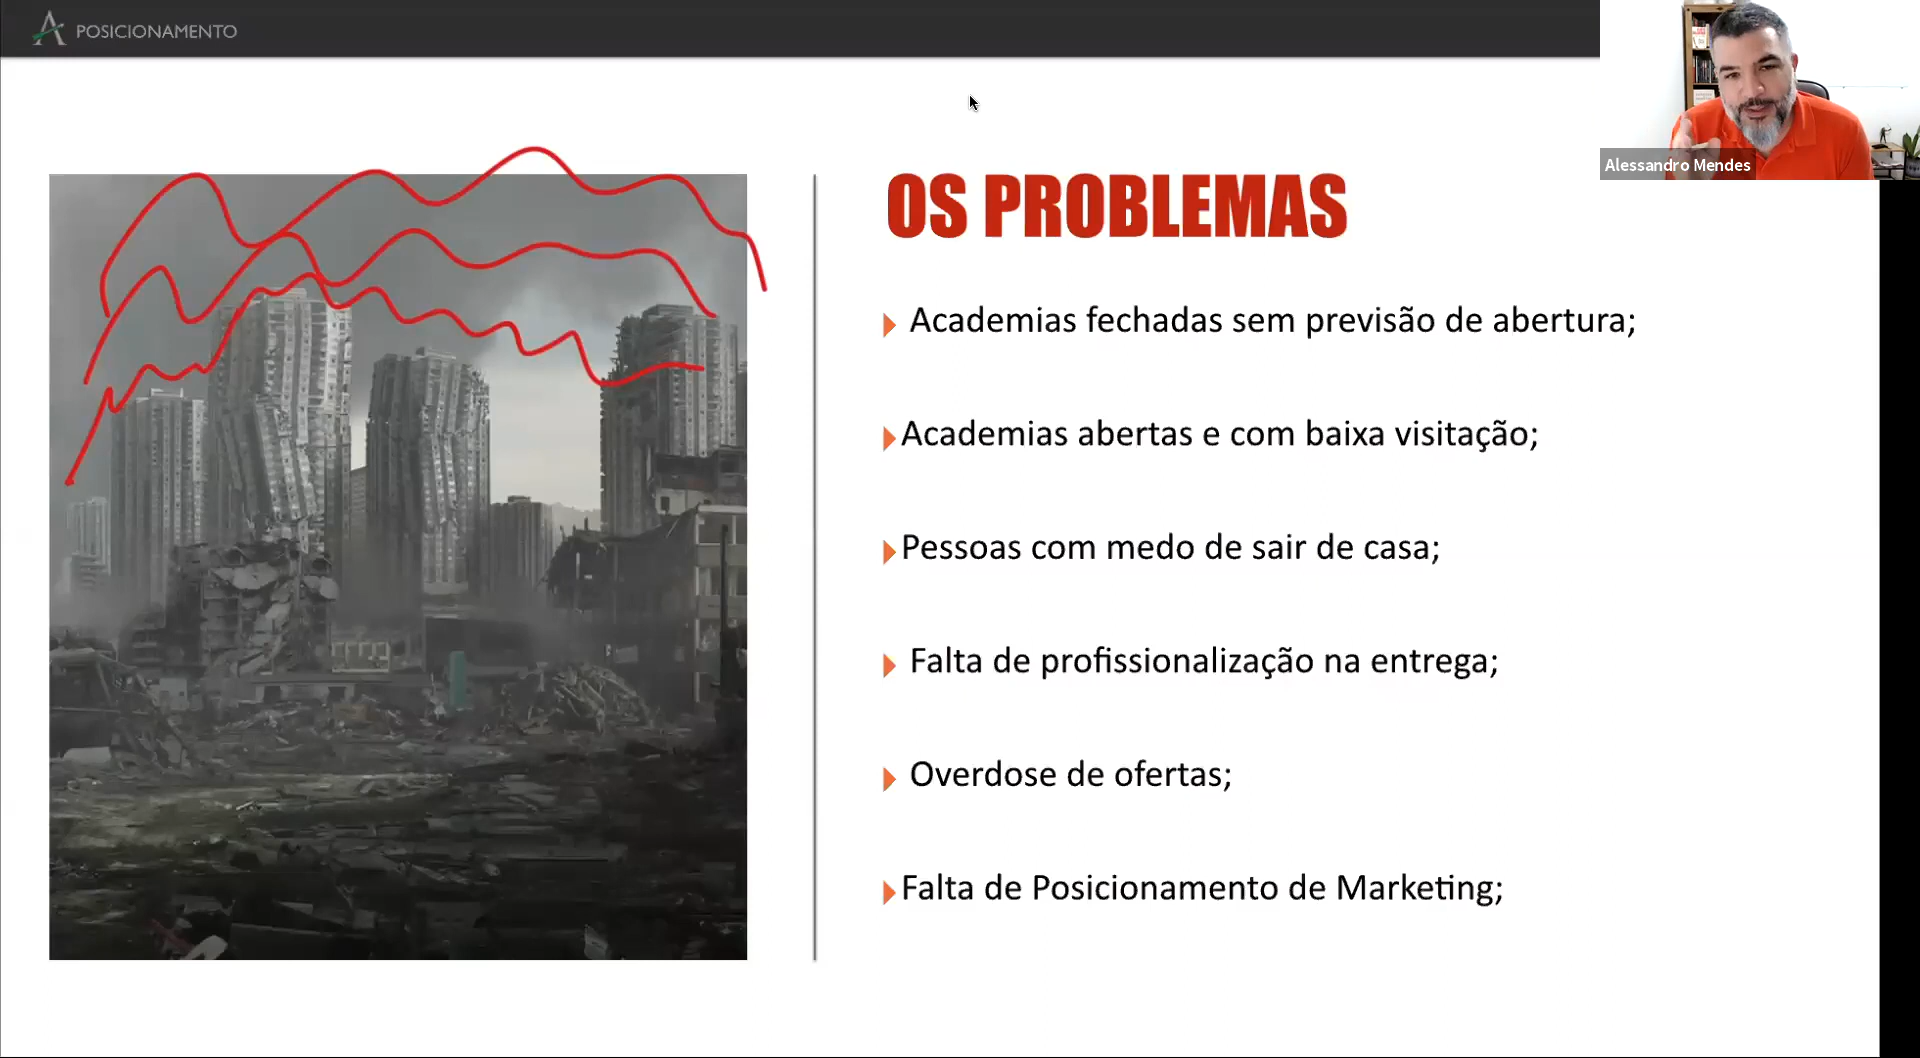 POSICIONAMENTO
Alessandro Mendes
OS PROBLEMAS
Academias fechadas sem previsão de abertura;
Academias abertas e com baixa visitação;
Pessoas com medo de sair de casa;
Falta de profissionalização na entrega;
Overdose de ofertas;
Falta de Posicionamento de Marketing;